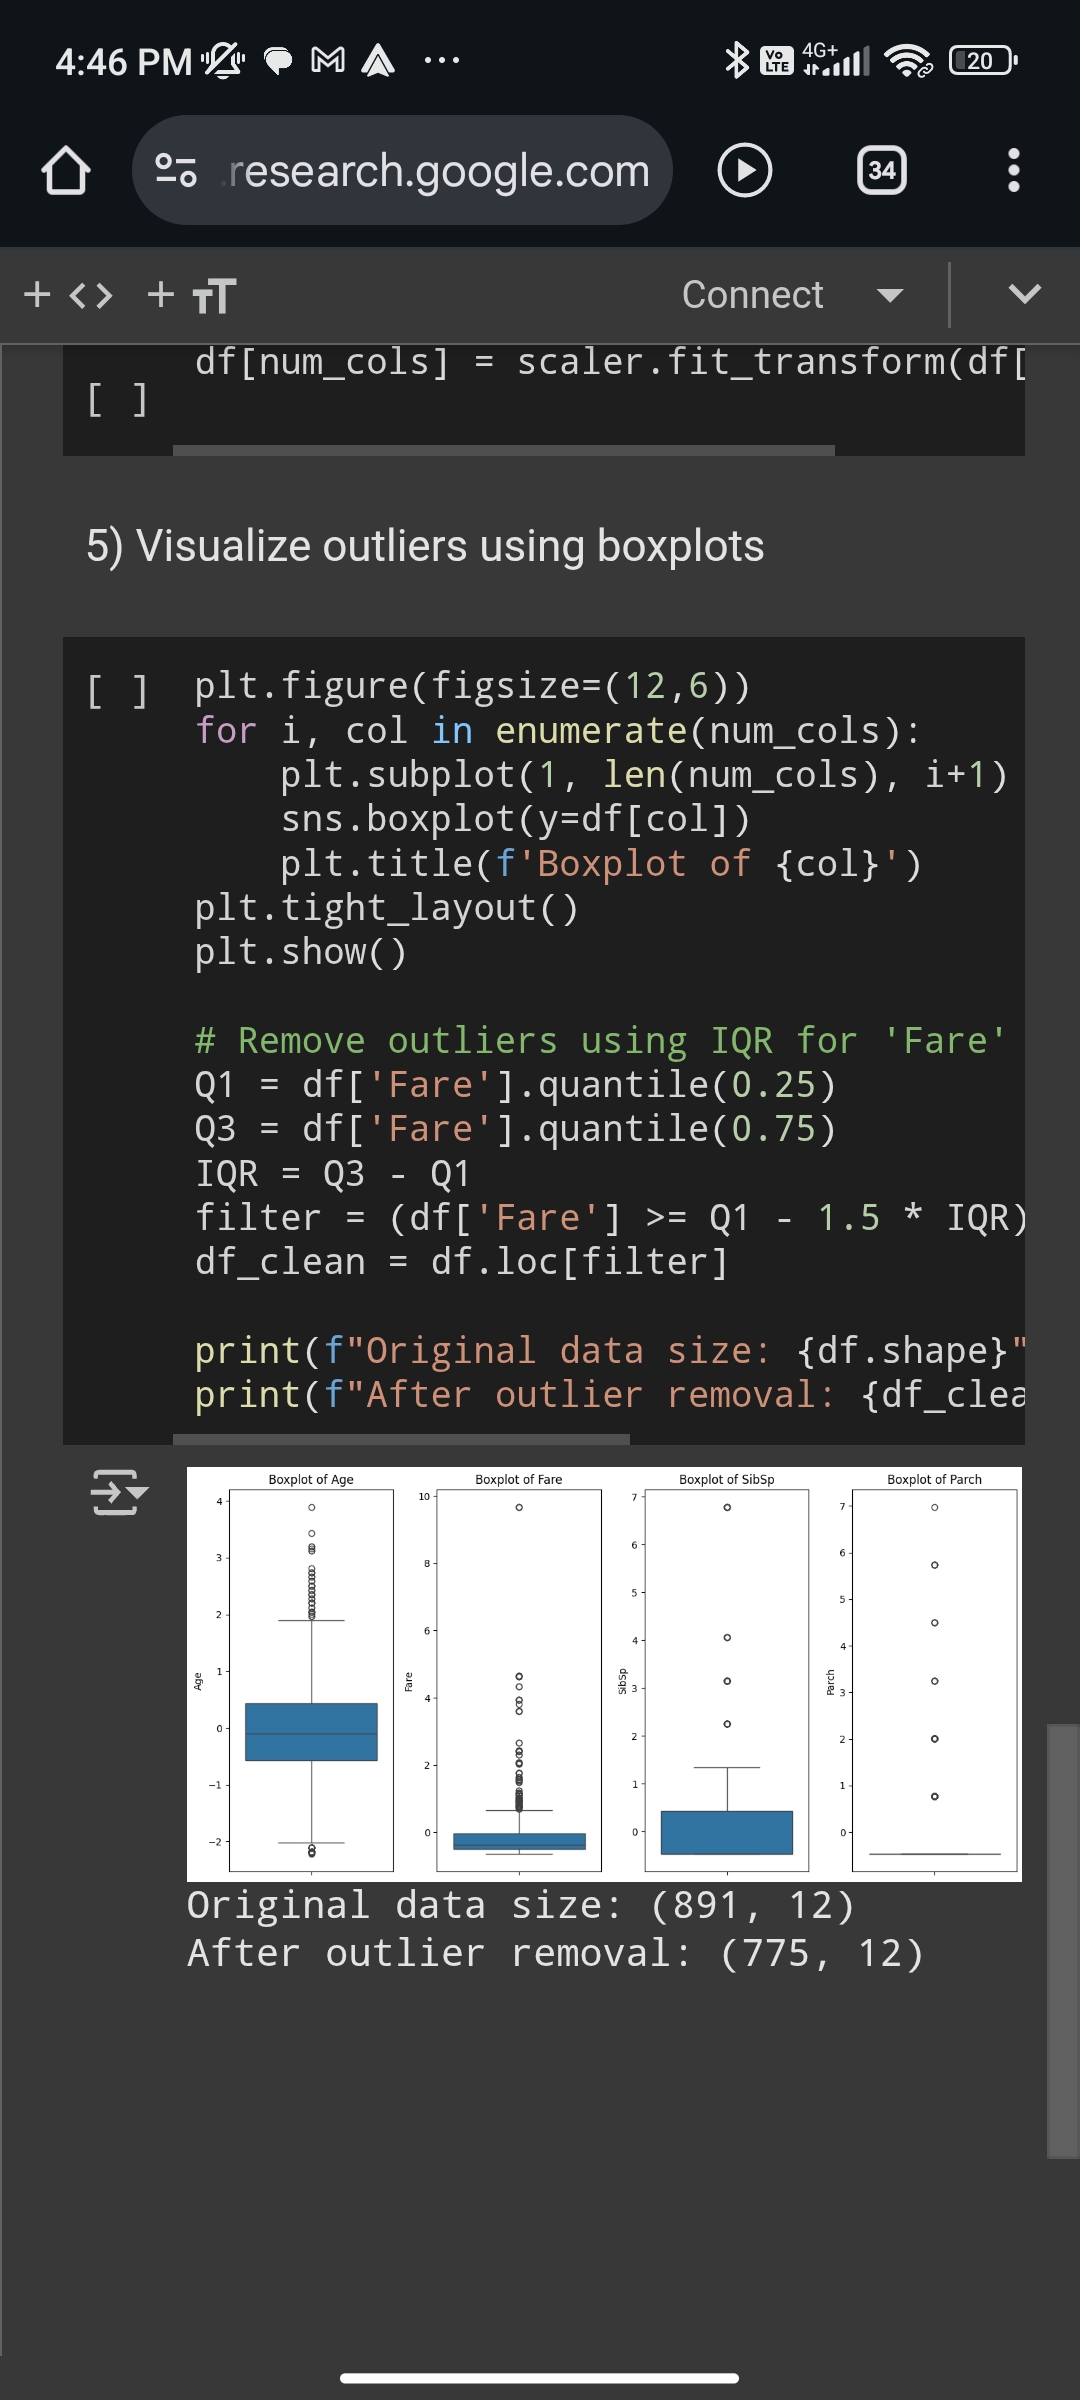 4:46 PM
Vo LTE 4G+ 20
.research.google.com 34
+ <> + TT Connect
df[num_cols] = scaler.fit_transform(df[
[ ]
5) Visualize outliers using boxplots
[ ] plt.figure(figsize=(12,6))
for i, col in enumerate(num_cols):
plt.subplot(1, len(num_cols), i+1)
sns.boxplot(y=df[col])
plt.title(f'Boxplot of {col}')
plt.tight_layout()
plt.show()
# Remove outliers using IQR for 'Fare'
Q1 = df['Fare'].quantile(0.25)
Q3 = df['Fare'].quantile(0.75)
IQR = Q3 - Q1
filter = (df['Fare'] >= Q1 - 1.5 * IQR)
df_clean = df.loc[filter]
print(f"Original data size: {df.shape}"
print(f"After outlier removal: {df_clea
Boxplot of Age
4
3
2
1
0
−1
−2
Age
Boxplot of Fare
10
8
6
4
2
0
Fare
Boxplot of SibSp
7
6
5
4
3
2
1
0
SibSp
Boxplot of Parch
7
6
5
4
3
2
1
0
Parch
Original data size: (891, 12)
After outlier removal: (775, 12)